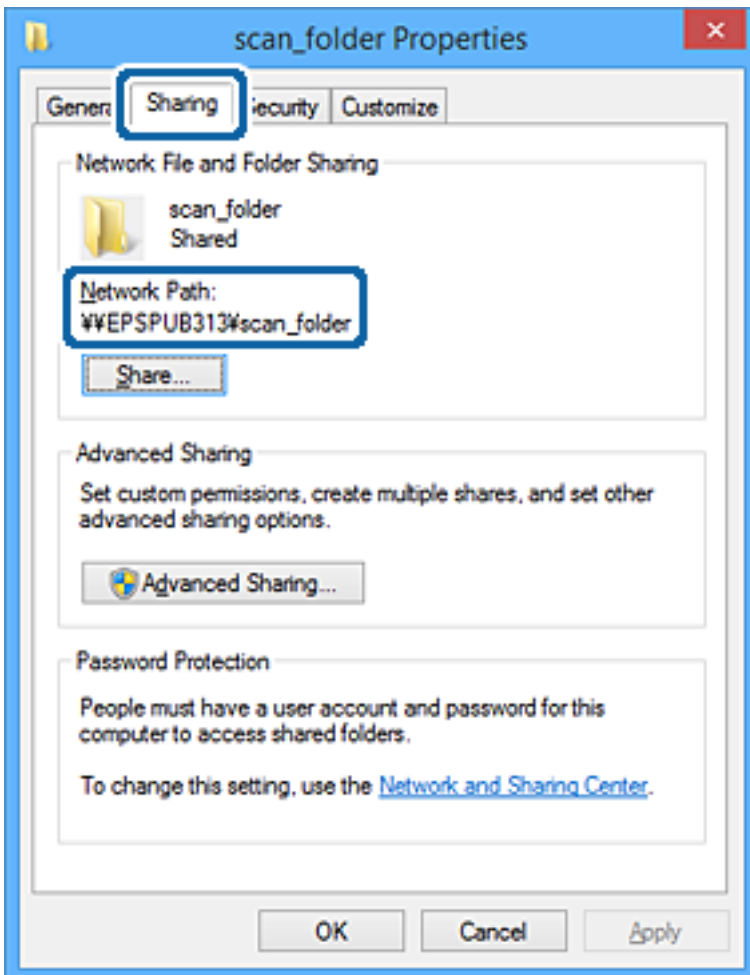 scan_folder Properties
General Sharing Security Customize
Network File and Folder Sharing
scan_folder
Shared
Network Path:
¥¥EPSPUB313¥scan_folder
Share...
Advanced Sharing
Set custom permissions, create multiple shares, and set other
advanced sharing options.
Advanced Sharing...
Password Protection
People must have a user account and password for this
computer to access shared folders.
To change this setting, use the Network and Sharing Center.
OK Cancel Apply